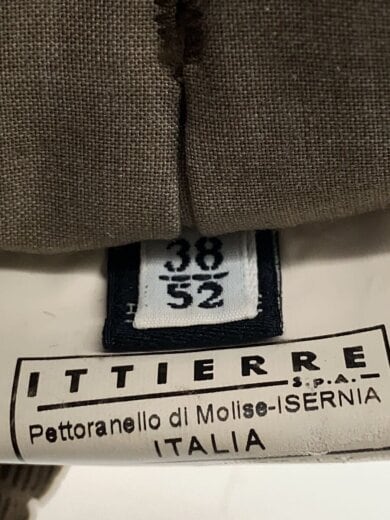 38
52
ITTIERRE
S.p.A.
Pettoranello di Molise-ISERNIA
ITALIA